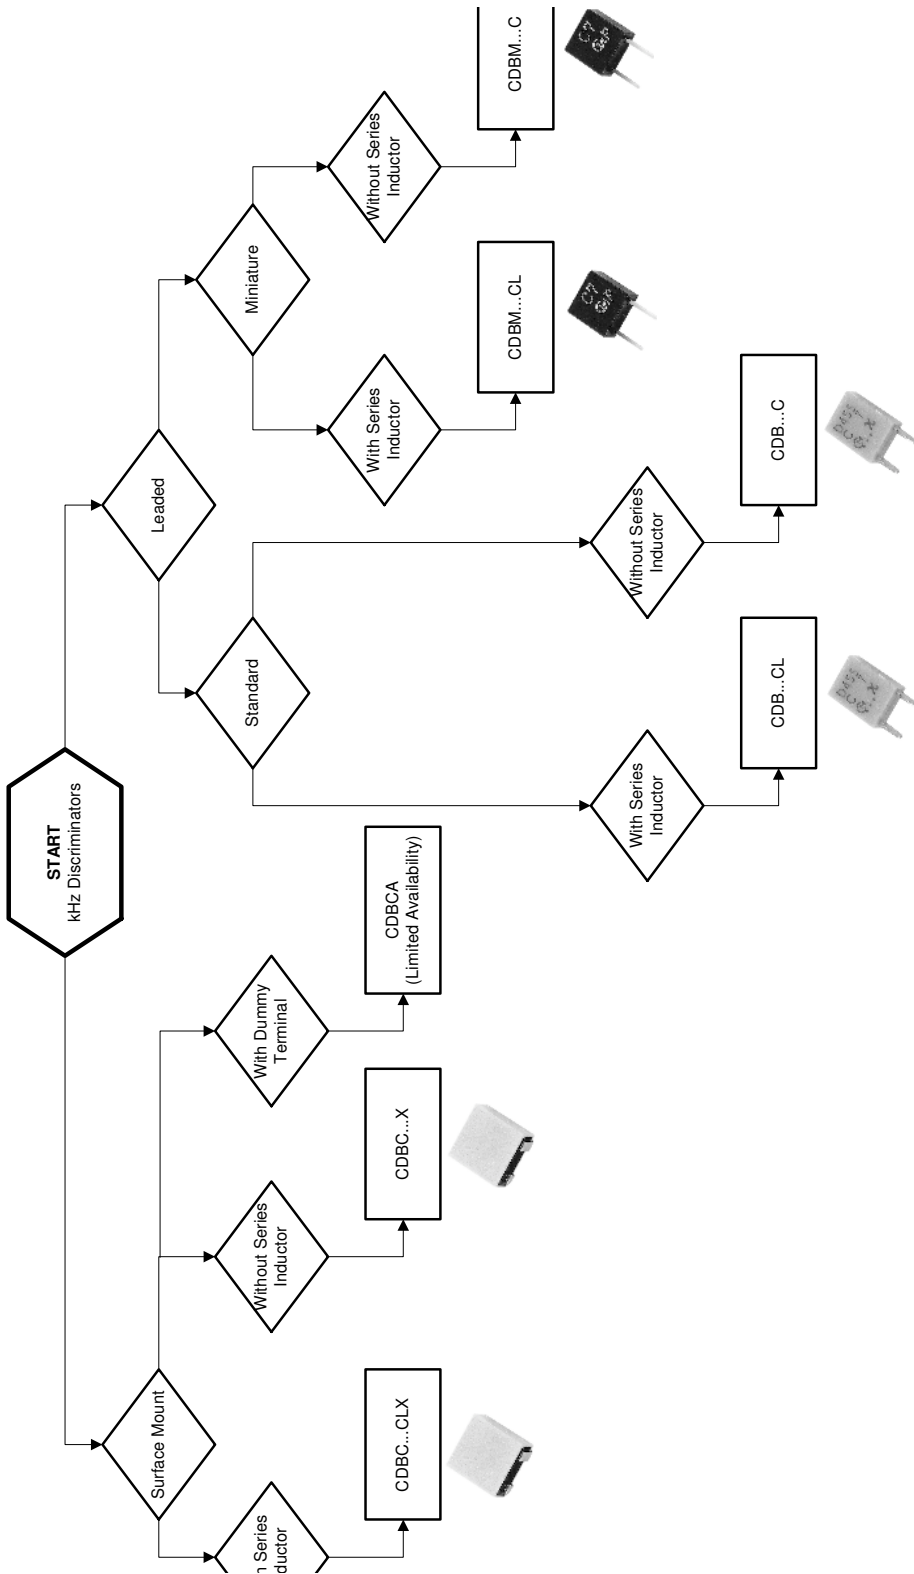 START
kHz Discriminators
Surface Mount
Leaded
Series
With Dummy
Terminal
Without Series
Inductor
Standard
Miniature
CDBC...CLX
CDBC...X
CDBCA
(Limited Availability)
With Series
Inductor
Without Series
Inductor
With Series
Inductor
Without Series
Inductor
CDB...CL
CDB...C
CDBM...CL
CDBM...C